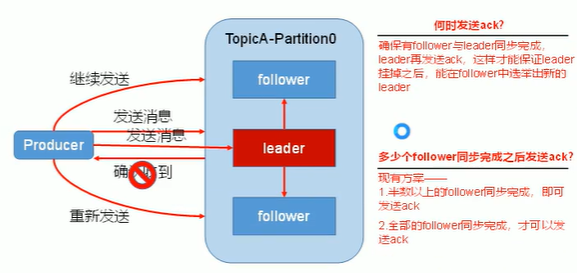 TopicA-Partition0
何时发送ack?
确保有follower与leader同步完成，
leader再发送ack，这样才能保证leader
挂掉之后，能在follower中选举出新的
leader
继续发送
follower
发送消息
发送消息
Producer
leader
确 到
重新发送
follower
多少个follower同步完成之后发送ack?
现有方案——
1.半数以上的follower同步完成，即可
发送ack
2.全部的follower同步完成，才可以发
送ack